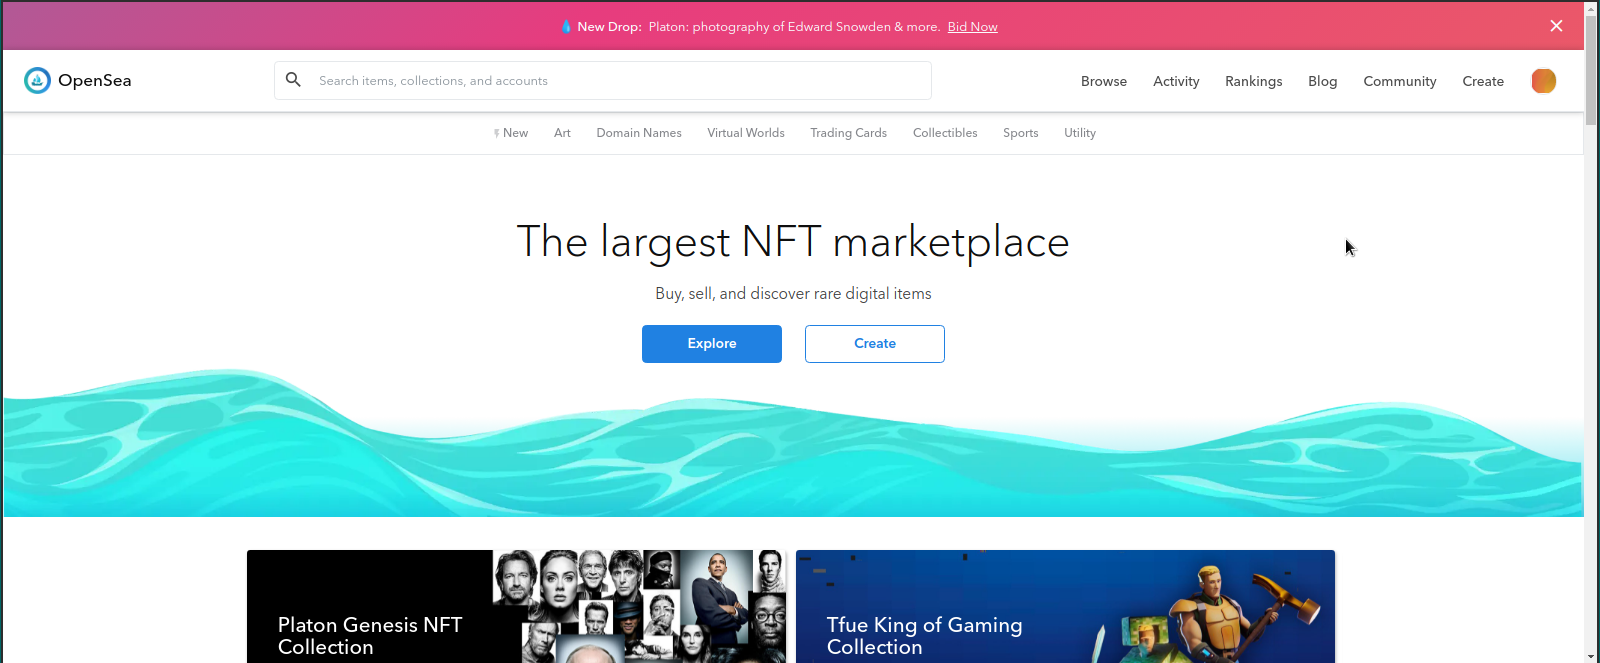 New Drop: Platon: photography of Edward Snowden & more. Bid Now
OpenSea
Search items, collections, and accounts
Browse Activity Rankings Blog Community Create
New Art Domain Names Virtual Worlds Trading Cards Collectibles Sports Utility
The largest NFT marketplace
Buy, sell, and discover rare digital items
Explore Create
Platon Genesis NFT
Collection
Tfue King of Gaming
Collection